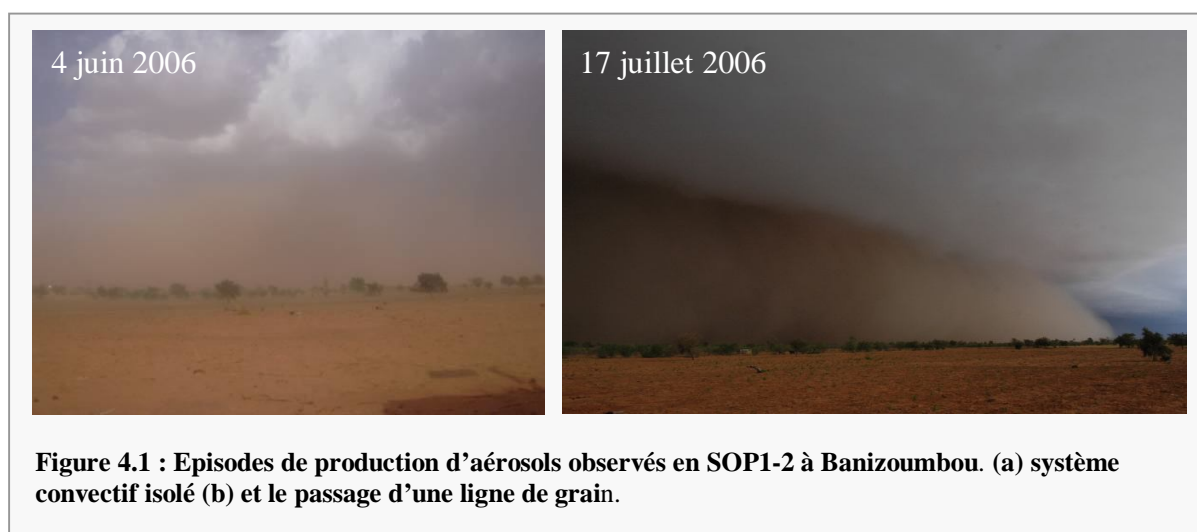 4 juin 2006
17 juillet 2006
Figure 4.1 : Episodes de production d’aérosols observés en SOP1-2 à Banizoumbou. (a) système
convectif isolé (b) et le passage d’une ligne de grain.